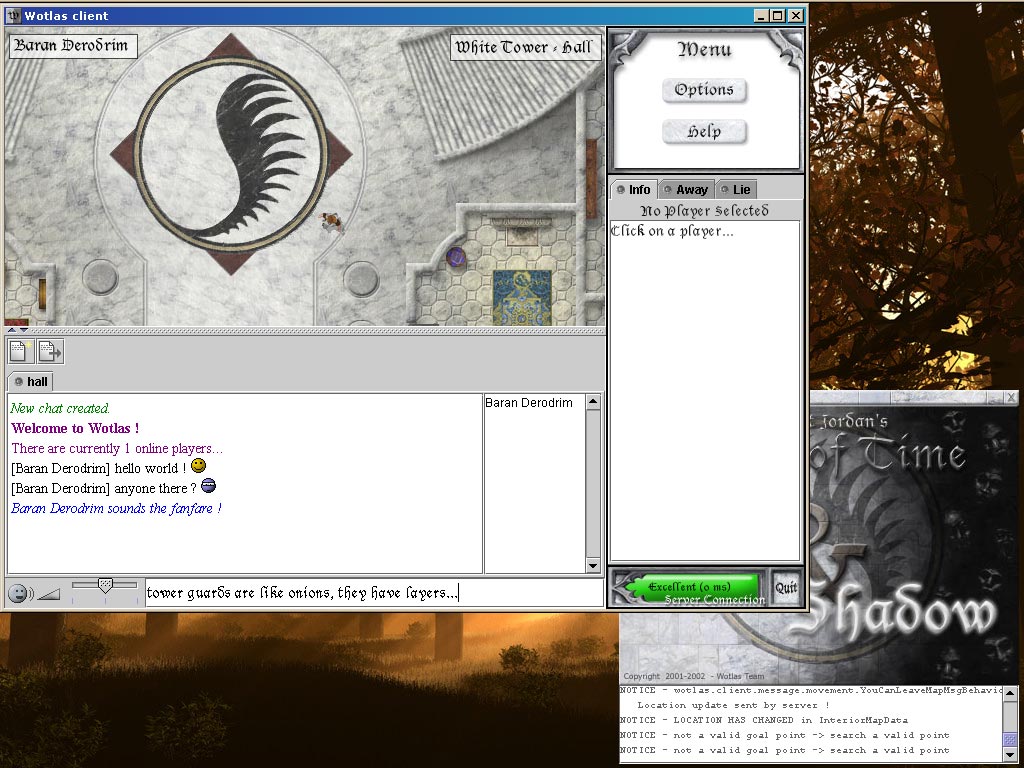 Wotlas client
Baran Derodrim
White Tower - Hall
Menu
Options
Help
Info Away Lie
No Player Selected
Click on a player...
hall
New chat created.
Welcome to Wotlas !
There are currently 1 online players...
[Baran Derodrim] hello world !
[Baran Derodrim] anyone there ?
Baran Derodrim sounds the fanfare !
Baran Derodrim
tower guards are like onions, they have layers...
Excellent (0 ms)
Server Connection
Quit
Jordan's
of Time
Shadow
Copyright 2001-2002 - Wotlas Team
NOTICE - wotlas.client.message.movement.YouCanLeaveMapMsgBehavio
Location update sent by server !
NOTICE - LOCATION HAS CHANGED in InteriorMapData
NOTICE - not a valid goal point -> search a valid point
NOTICE - not a valid goal point -> search a valid point